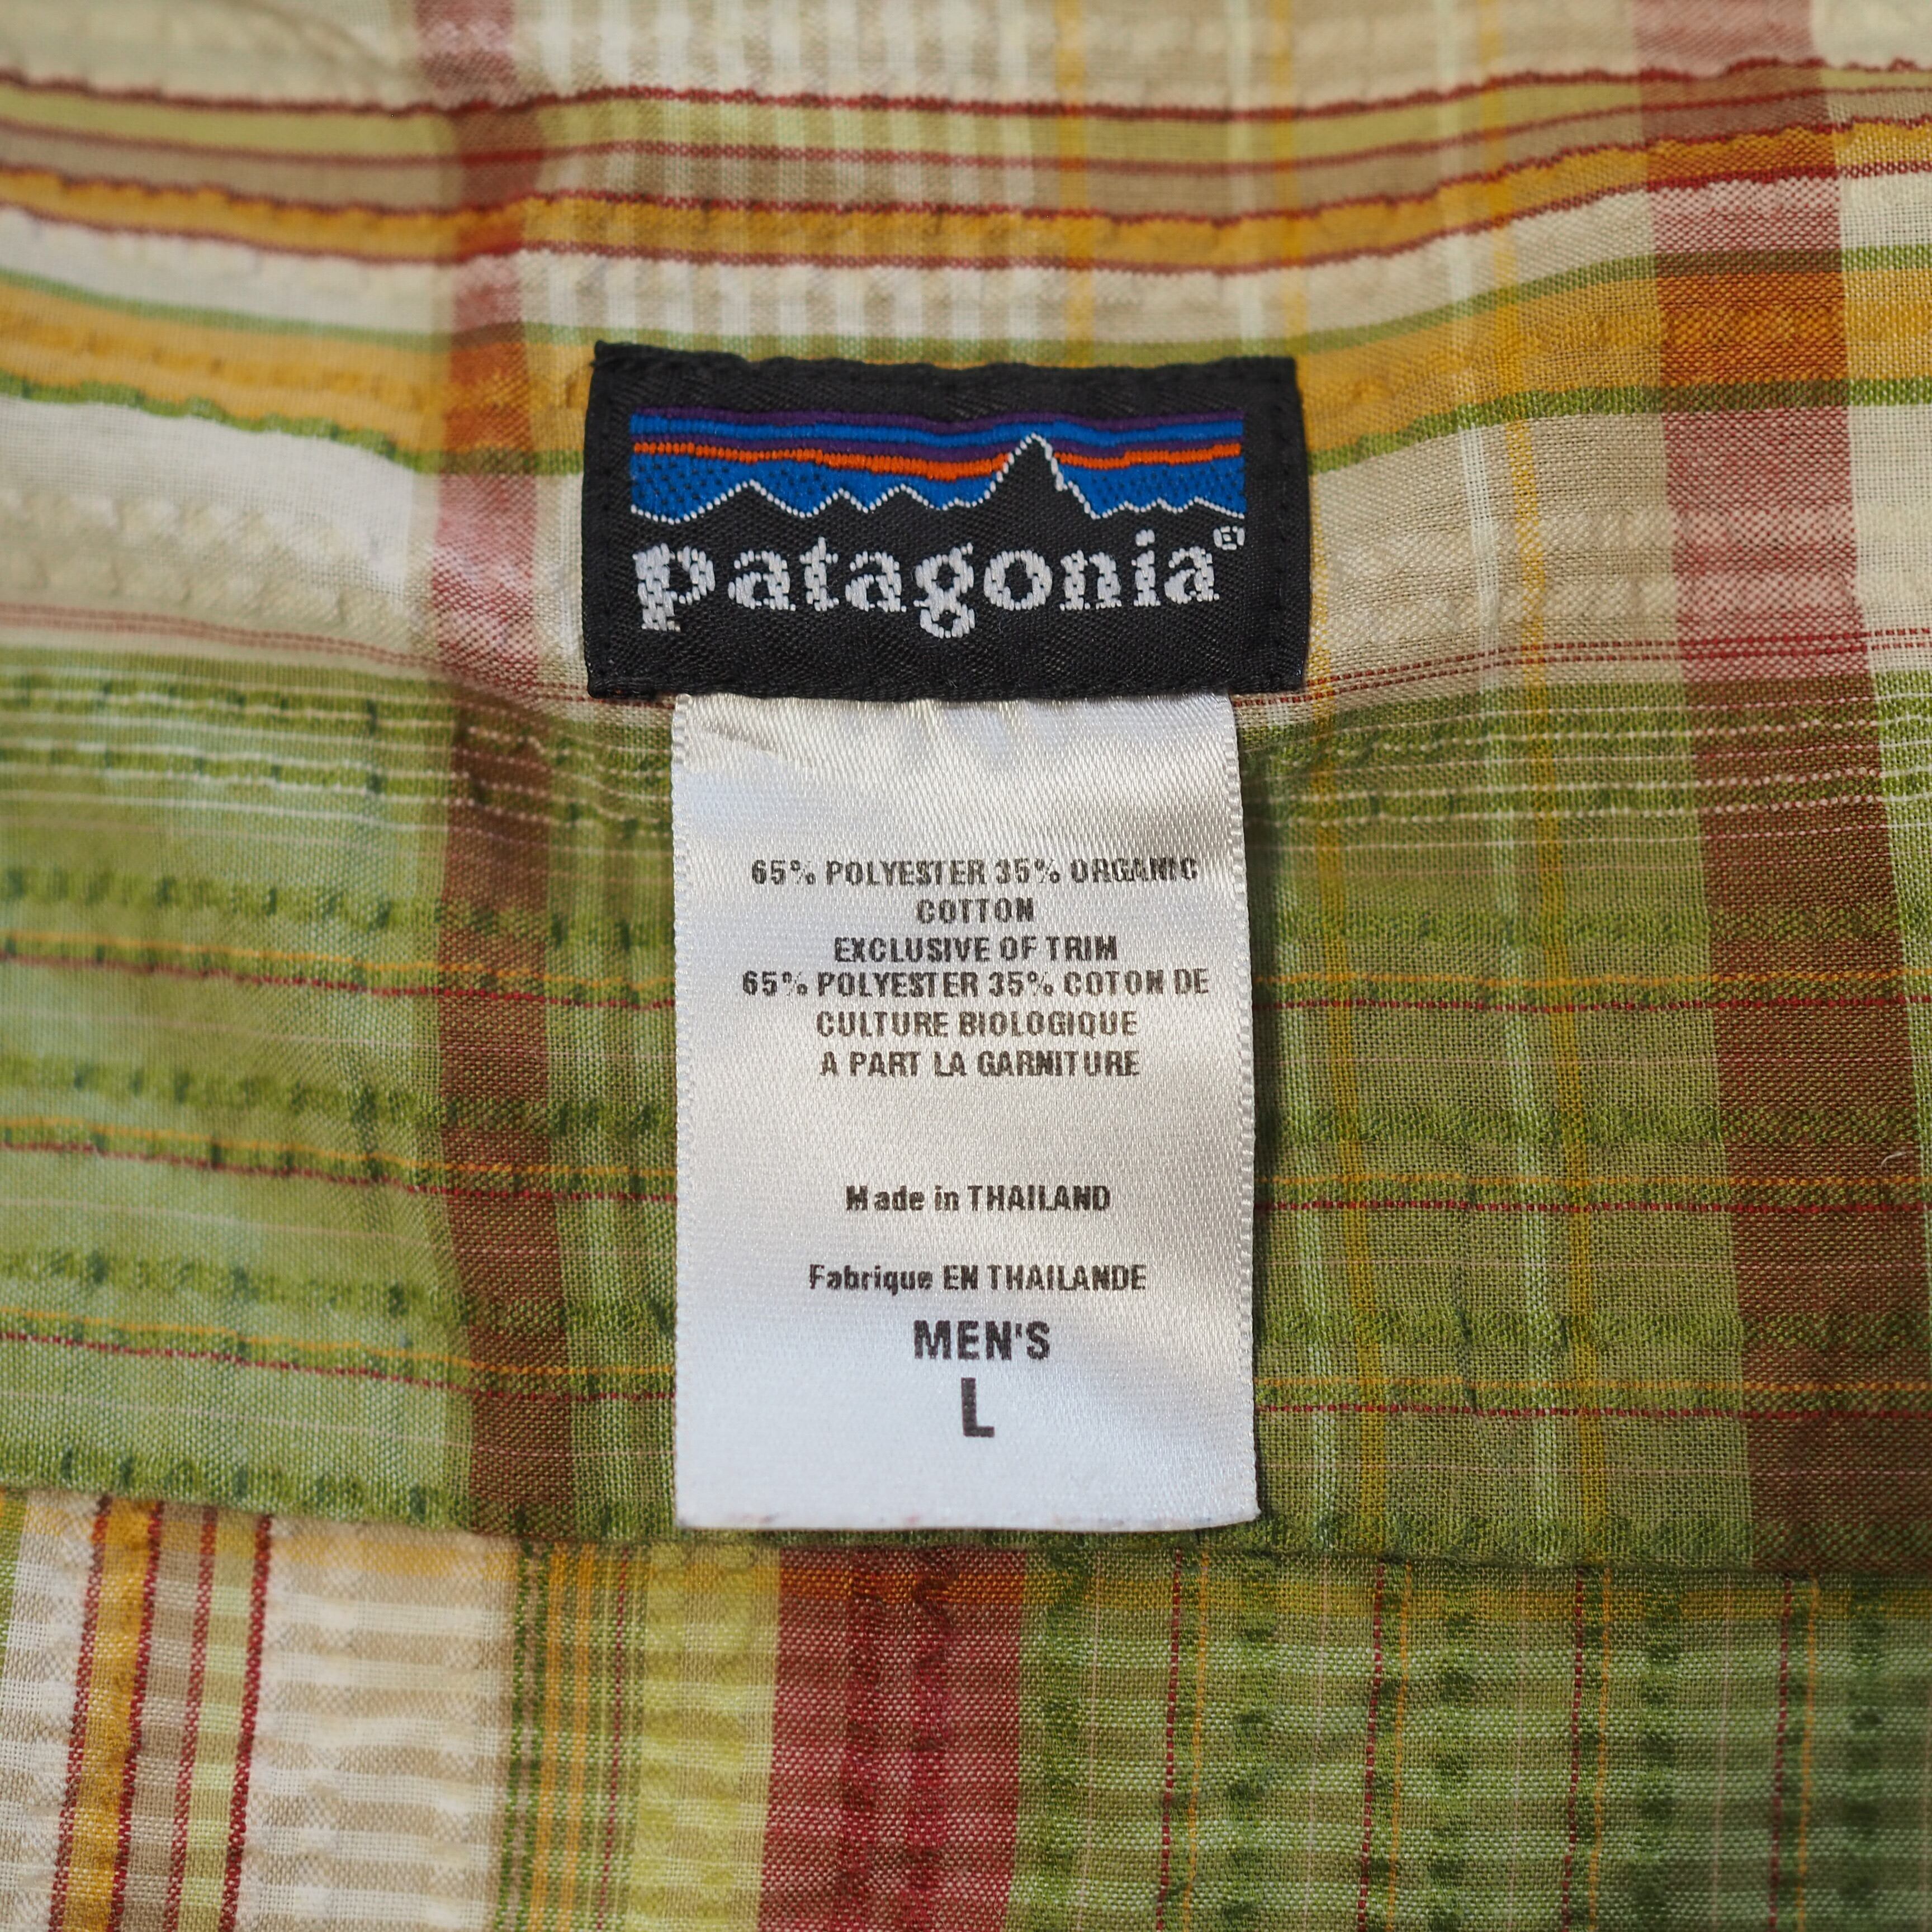 patagonia®
65% POLYESTER 35% ORGANIC
COTTON
EXCLUSIVE OF TRIM
65% POLYESTER 35% COTON DE
CULTURE BIOLOGIQUE
A PART LA GARNITURE
Made in THAILAND
Fabrique EN THAILANDE
MEN'S
L